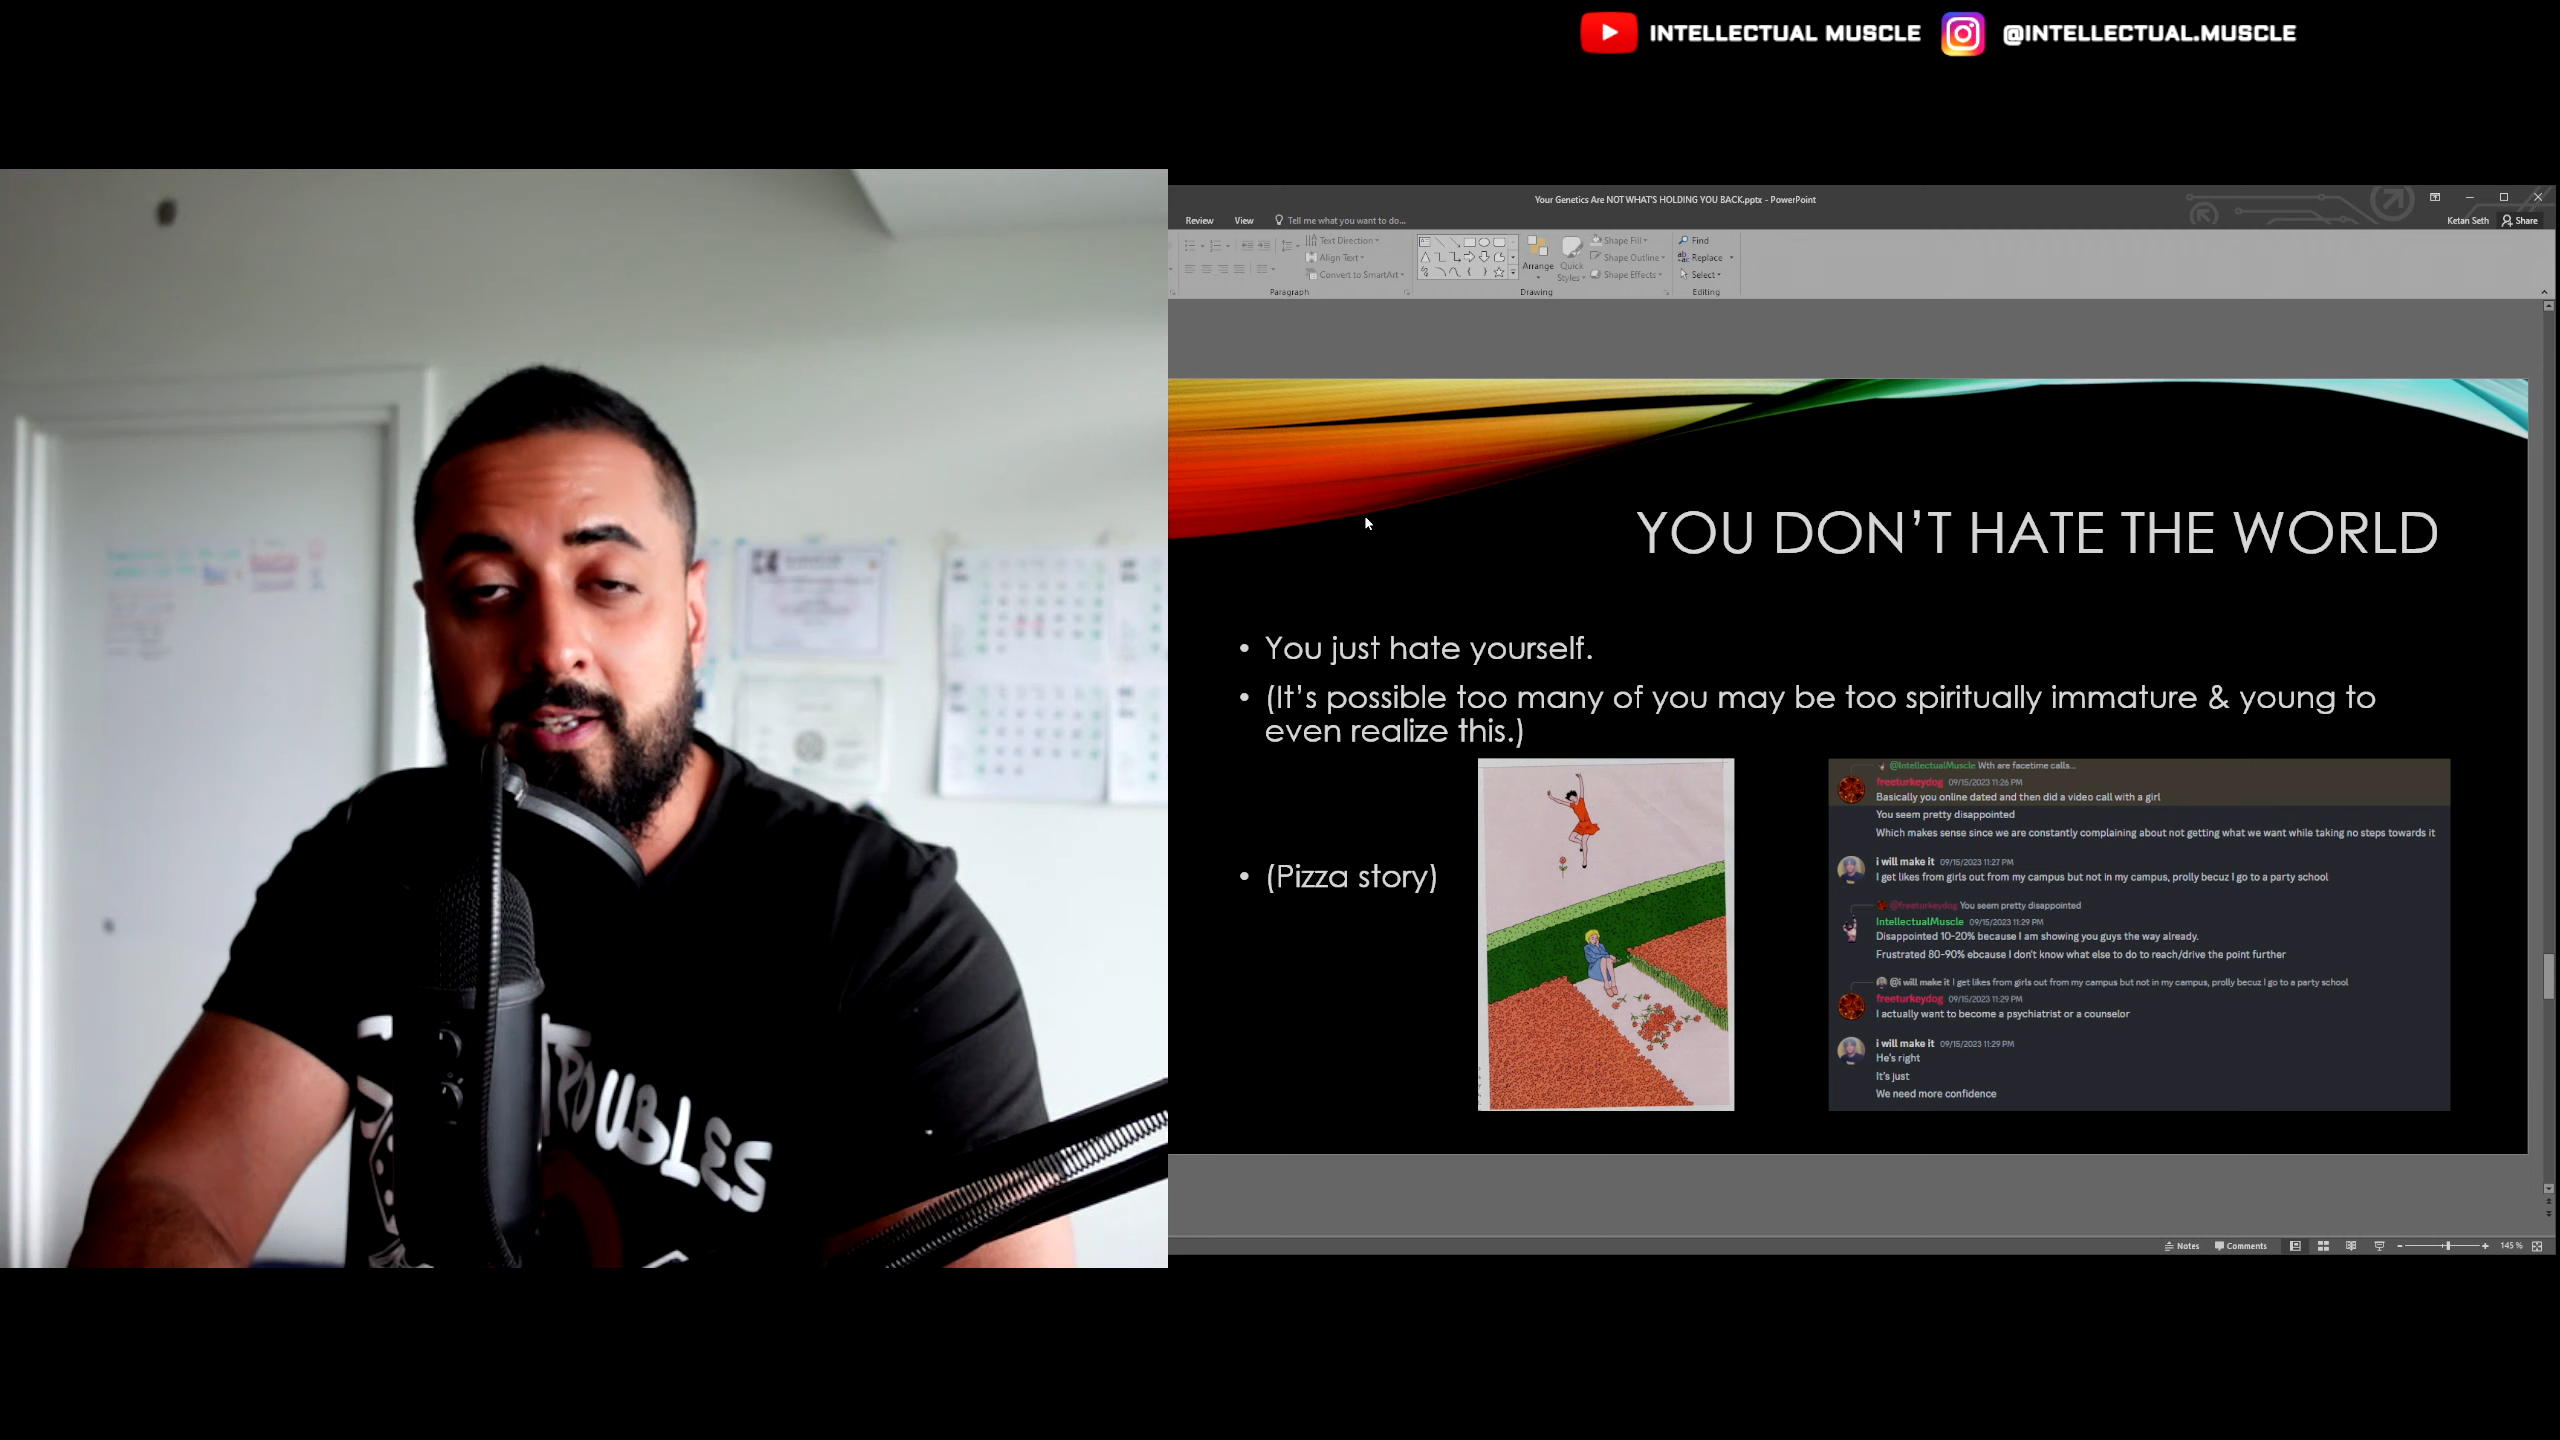 INTELLECTUAL MUSCLE @INTELLECTUAL.MUSCLE
Your Genetics Are NOT WHAT'S HOLDING YOU BACK.pptx - PowerPoint
Review View Tell me what you want to do... Ketan Seth Share
Text Direction
Align Text
Convert to SmartArt
Paragraph
Arrange
Quick Styles
Shape Fill
Shape Outline
Shape Effects
Drawing
Find
Replace
Select
Editing
YOU DON'T HATE THE WORLD
• You just hate yourself.
• (It's possible too many of you may be too spiritually immature & young to
even realize this.)
• (Pizza story)
@IntellectualMuscle Wth are facetime calls...
freeturkeydog 09/15/2023 11:26 PM
Basically you online dated and then did a video call with a girl
You seem pretty disappointed
Which makes sense since we are constantly complaining about not getting what we want while taking no steps towards it
i will make it 09/15/2023 11:27 PM
I get likes from girls out from my campus but not in my campus, prolly becuz I go to a party school
@freeturkeydog You seem pretty disappointed
IntellectualMuscle 09/15/2023 11:29 PM
Disappointed 10-20% because I am showing you guys the way already.
Frustrated 80-90% ebcause I don't know what else to do to reach/drive the point further
@i will make it I get likes from girls out from my campus but not in my campus, prolly becuz I go to a party school
freeturkeydog 09/15/2023 11:29 PM
I actually want to become a psychiatrist or a counselor
i will make it 09/15/2023 11:29 PM
He's right
It's just
We need more confidence
Notes Comments 145 %
TROUBLES